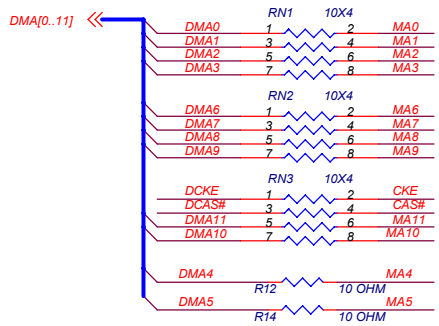 RN1 10X4
DMA[0..11] DMA0 1 2 MA0
DMA1 3 4 MA1
DMA2 5 6 MA2
DMA3 7 8 MA3
RN2 10X4
DMA6 1 2 MA6
DMA7 3 4 MA7
DMA8 5 6 MA8
DMA9 7 8 MA9
RN3 10X4
DCKE 1 2 CKE
DCAS# 3 4 CAS#
DMA11 5 6 MA11
DMA10 7 8 MA10
DMA4 MA4
R12 10 OHM
DMA5 MA5
R14 10 OHM